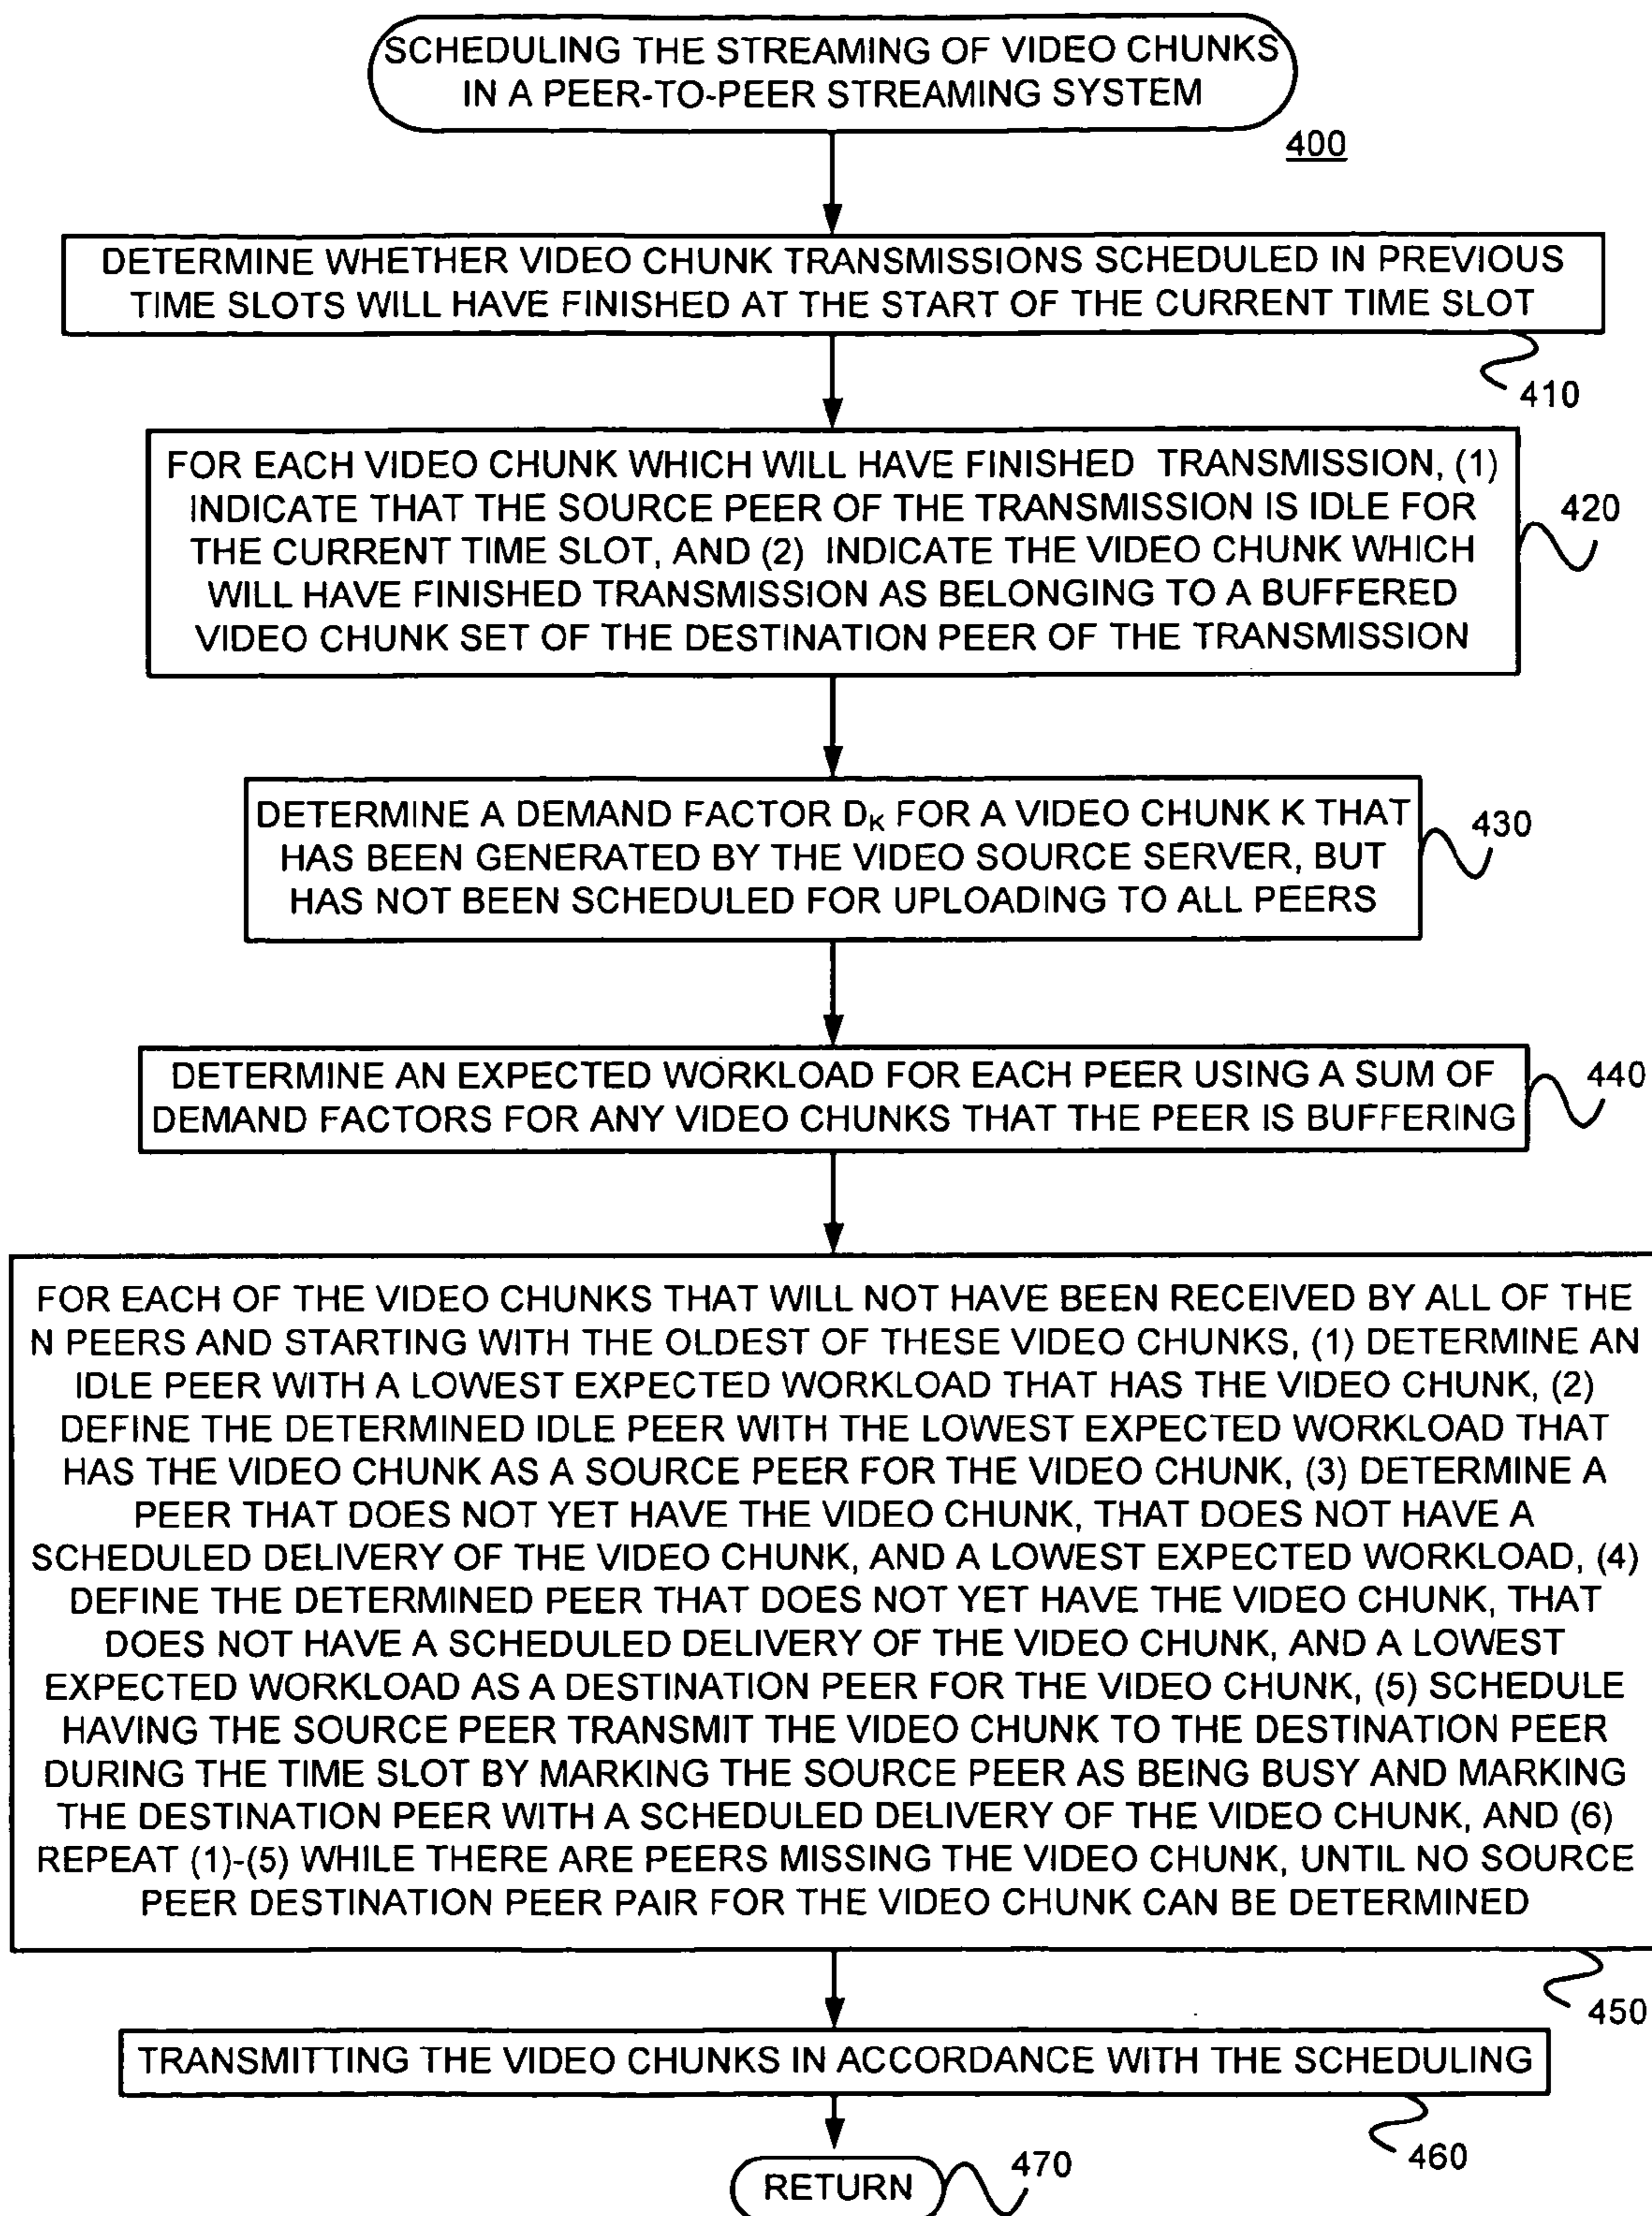 SCHEDULING THE STREAMING OF VIDEO CHUNKS
IN A PEER-TO-PEER STREAMING SYSTEM
400
DETERMINE WHETHER VIDEO CHUNK TRANSMISSIONS SCHEDULED IN PREVIOUS
TIME SLOTS WILL HAVE FINISHED AT THE START OF THE CURRENT TIME SLOT
410
FOR EACH VIDEO CHUNK WHICH WILL HAVE FINISHED TRANSMISSION, (1)
INDICATE THAT THE SOURCE PEER OF THE TRANSMISSION IS IDLE FOR
THE CURRENT TIME SLOT, AND (2) INDICATE THE VIDEO CHUNK WHICH
WILL HAVE FINISHED TRANSMISSION AS BELONGING TO A BUFFERED
VIDEO CHUNK SET OF THE DESTINATION PEER OF THE TRANSMISSION
420
DETERMINE A DEMAND FACTOR DK FOR A VIDEO CHUNK K THAT
HAS BEEN GENERATED BY THE VIDEO SOURCE SERVER, BUT
HAS NOT BEEN SCHEDULED FOR UPLOADING TO ALL PEERS
430
DETERMINE AN EXPECTED WORKLOAD FOR EACH PEER USING A SUM OF
DEMAND FACTORS FOR ANY VIDEO CHUNKS THAT THE PEER IS BUFFERING
440
FOR EACH OF THE VIDEO CHUNKS THAT WILL NOT HAVE BEEN RECEIVED BY ALL OF THE
N PEERS AND STARTING WITH THE OLDEST OF THESE VIDEO CHUNKS, (1) DETERMINE AN
IDLE PEER WITH A LOWEST EXPECTED WORKLOAD THAT HAS THE VIDEO CHUNK, (2)
DEFINE THE DETERMINED IDLE PEER WITH THE LOWEST EXPECTED WORKLOAD THAT
HAS THE VIDEO CHUNK AS A SOURCE PEER FOR THE VIDEO CHUNK, (3) DETERMINE A
PEER THAT DOES NOT YET HAVE THE VIDEO CHUNK, THAT DOES NOT HAVE A
SCHEDULED DELIVERY OF THE VIDEO CHUNK, AND A LOWEST EXPECTED WORKLOAD, (4)
DEFINE THE DETERMINED PEER THAT DOES NOT YET HAVE THE VIDEO CHUNK, THAT
DOES NOT HAVE A SCHEDULED DELIVERY OF THE VIDEO CHUNK, AND A LOWEST
EXPECTED WORKLOAD AS A DESTINATION PEER FOR THE VIDEO CHUNK, (5) SCHEDULE
HAVING THE SOURCE PEER TRANSMIT THE VIDEO CHUNK TO THE DESTINATION PEER
DURING THE TIME SLOT BY MARKING THE SOURCE PEER AS BEING BUSY AND MARKING
THE DESTINATION PEER WITH A SCHEDULED DELIVERY OF THE VIDEO CHUNK, AND (6)
REPEAT (1)-(5) WHILE THERE ARE PEERS MISSING THE VIDEO CHUNK, UNTIL NO SOURCE
PEER DESTINATION PEER PAIR FOR THE VIDEO CHUNK CAN BE DETERMINED
450
TRANSMITTING THE VIDEO CHUNKS IN ACCORDANCE WITH THE SCHEDULING
460
RETURN
470